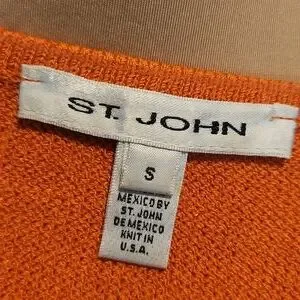 ST. JOHN
S
MEXICO BY
ST. JOHN
DE MEXICO
KNIT IN
U.S.A.